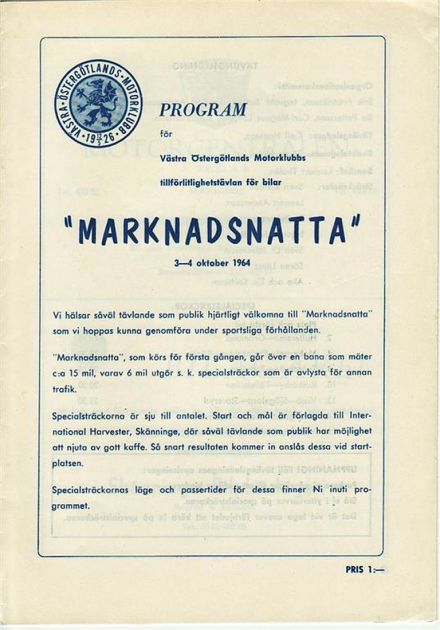 VÄSTRA·ÖSTERGÖTLANDS·MOTORKLUBB
19 26
PROGRAM
för
Västra Östergötlands Motorklubbs
tillförlitlighetstävlan för bilar
"MARKNADSNATTA"
3—4 oktober 1964
Vi hälsar såväl tävlande som publik hjärtligt välkomna till "Marknadsnatta"
som vi hoppas kunna genomföra under sportsliga förhållanden.
"Marknadsnatta", som körs för första gången, går över en bana som mäter
c:a 15 mil, varav 6 mil utgör s. k. specialsträckor som är avlysta för annan
trafik.
Specialsträckorna är sju till antalet. Start och mål är förlagda till Inter-
national Harvester, Skänninge, där såväl tävlande som publik har möjlighet
att njuta av gott kaffe. Så snart resultaten kommer in anslås dessa vid start-
platsen.
Specialsträckornas läge och passertider för dessa finner Ni inuti pro-
grammet.
PRIS 1:—